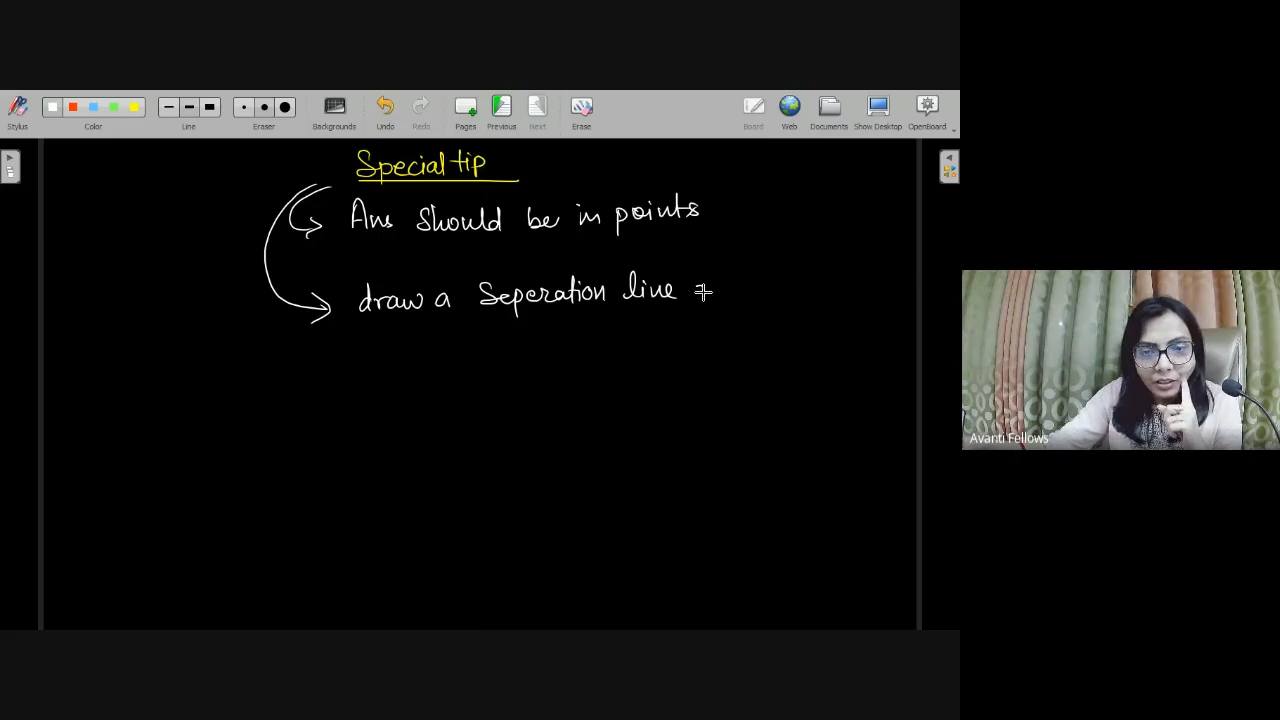 Stylus
Color
Line
Eraser
Backgrounds
Undo
Redo
Pages
Previous
Next
Erase
Board
Web
Documents
Show Desktop
OpenBoard
Special tip
Ans should be in points
draw a Seperation line
Avanti Fellows